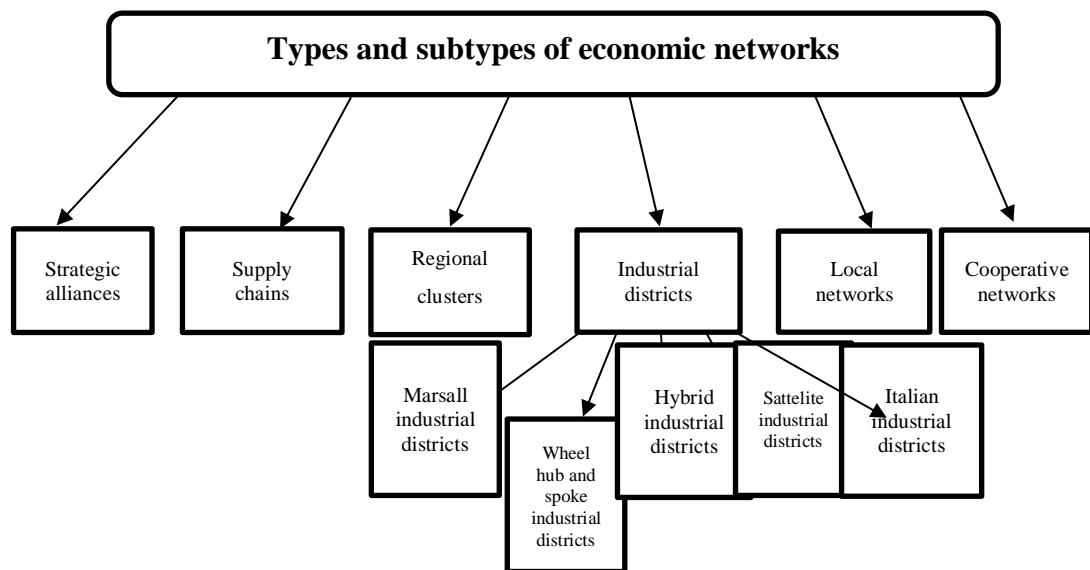 Types and subtypes of economic networks
Strategic
alliances
Supply
chains
Regional
clusters
Industrial
districts
Local
networks
Cooperative
networks
Marsall
industrial
districts
Wheel
hub and
spoke
industrial
districts
Hybrid
industrial
districts
Sattelite
industrial
districts
Italian
industrial
districts